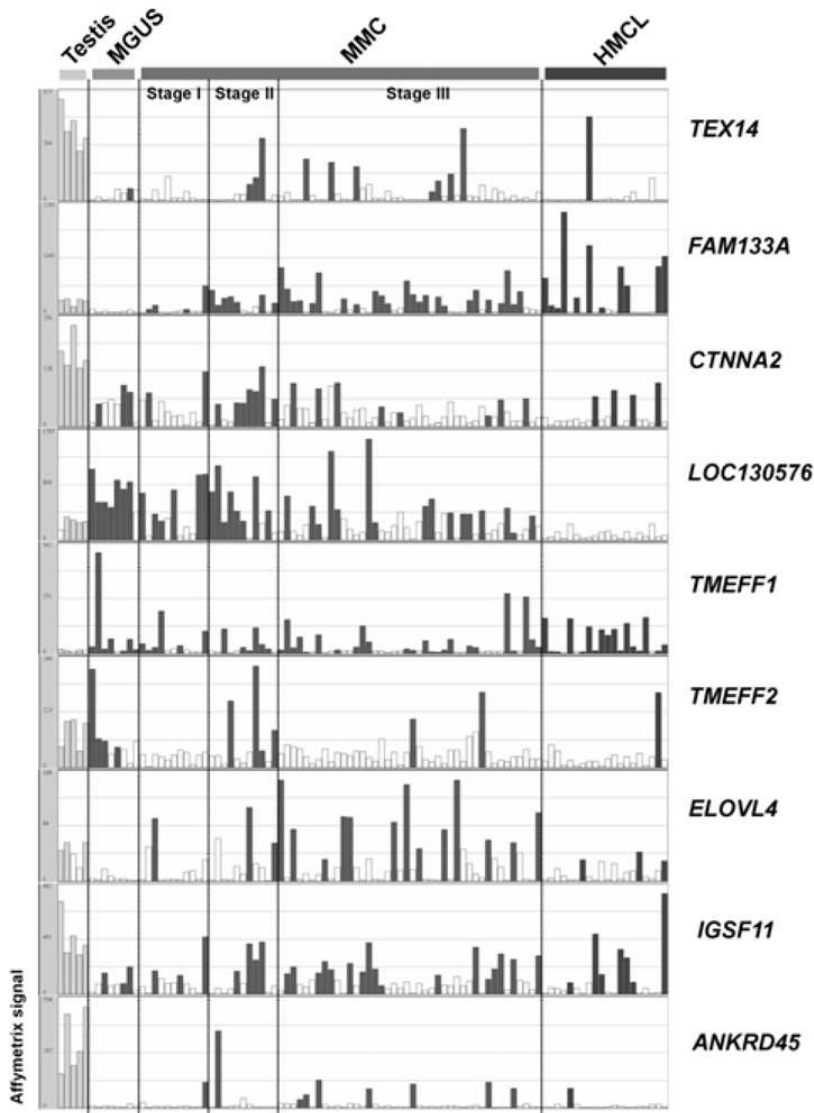 Testis MGUS MMC HMCL
Stage I Stage II Stage III
TEX14
FAM133A
CTNNA2
LOC130576
TMEFF1
TMEFF2
ELOVL4
IGSF11
ANKRD45
Affymetrix signal